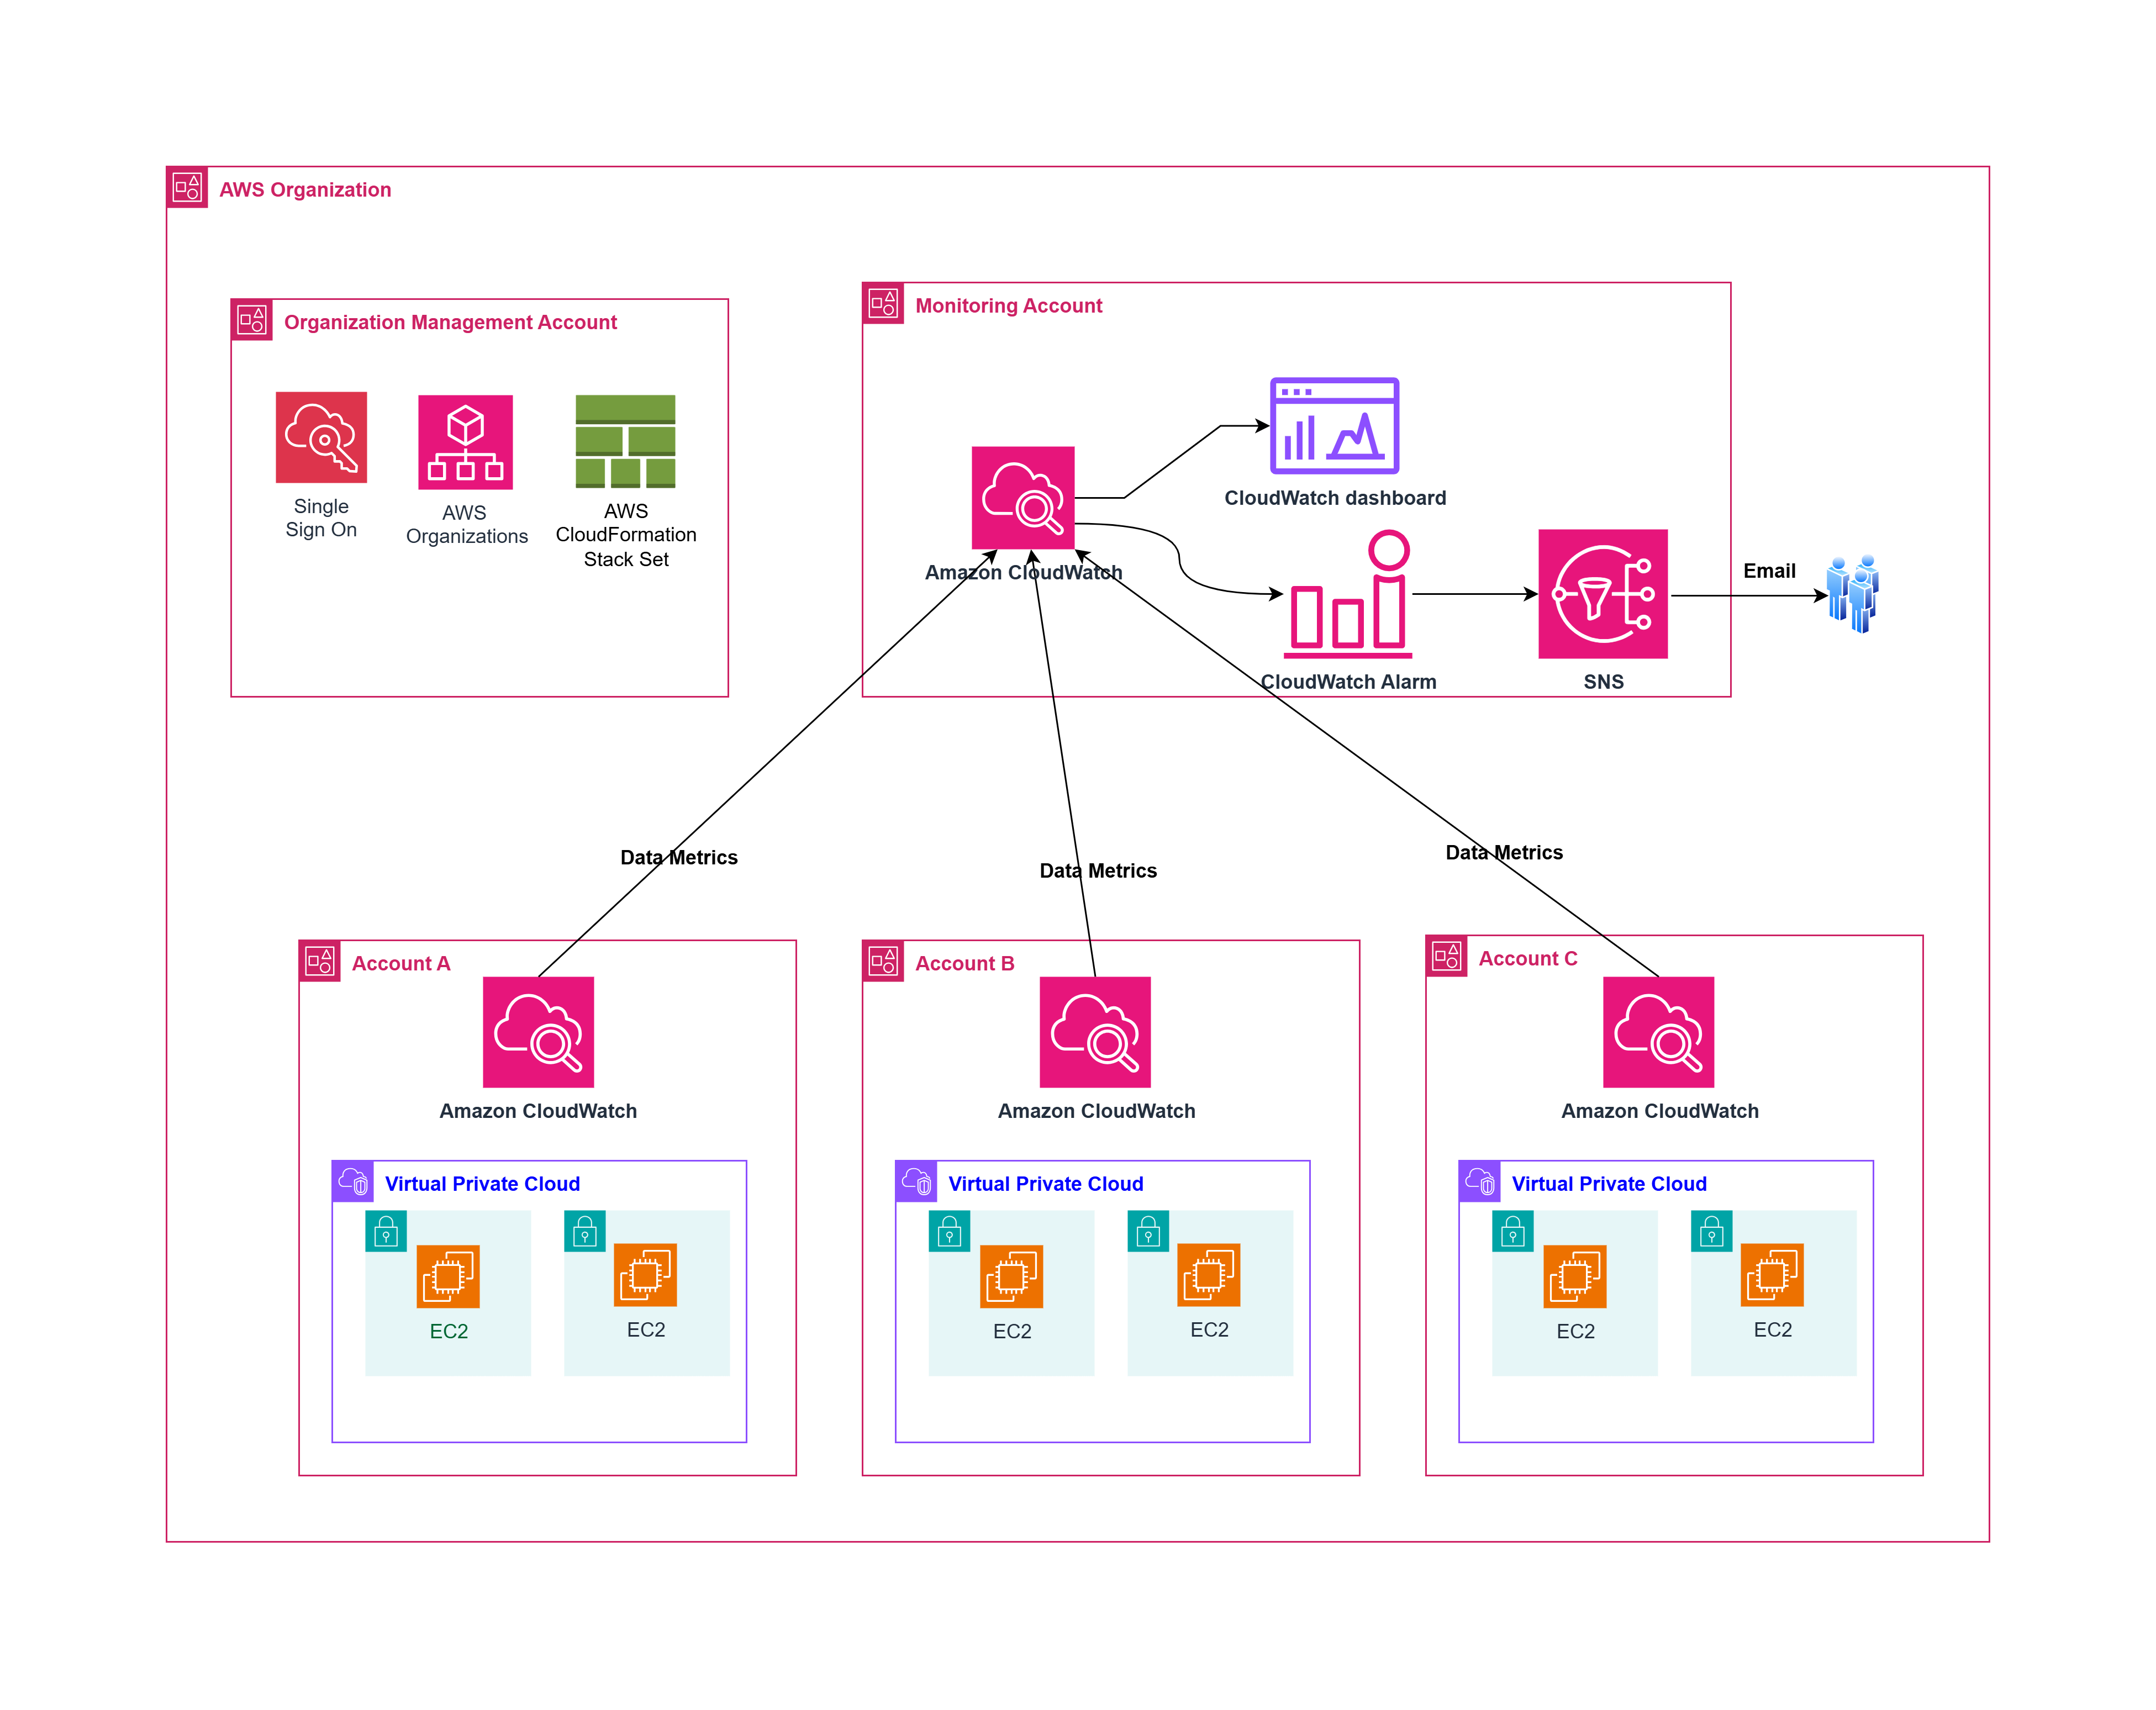 AWS Organization
Organization Management Account
Single
Sign On
AWS
Organizations
AWS
CloudFormation
Stack Set
Monitoring Account
Amazon CloudWatch
CloudWatch dashboard
CloudWatch Alarm
SNS
Email
Data Metrics
Data Metrics
Data Metrics
Account A
Amazon CloudWatch
Virtual Private Cloud
EC2
EC2
Account B
Amazon CloudWatch
Virtual Private Cloud
EC2
EC2
Account C
Amazon CloudWatch
Virtual Private Cloud
EC2
EC2